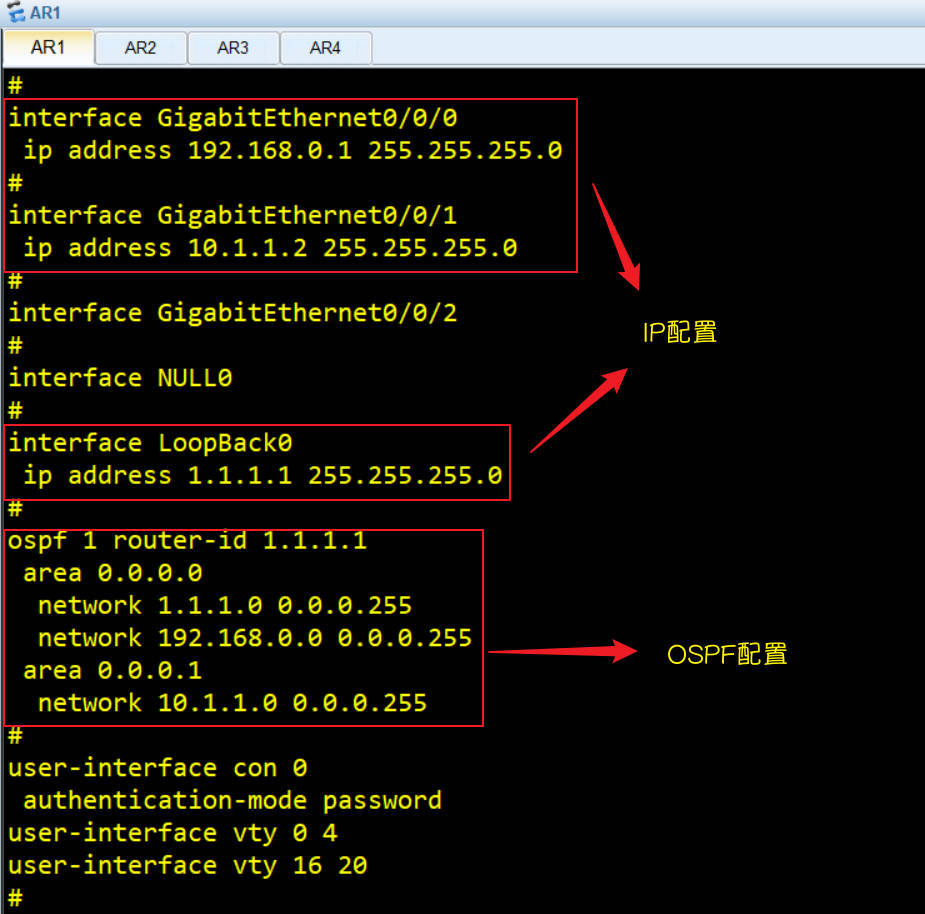 AR1
AR1 AR2 AR3 AR4
#
interface GigabitEthernet0/0/0
 ip address 192.168.0.1 255.255.255.0
#
interface GigabitEthernet0/0/1
 ip address 10.1.1.2 255.255.255.0
#
interface GigabitEthernet0/0/2
IP配置
#
interface NULL0
#
interface LoopBack0
 ip address 1.1.1.1 255.255.255.0
#
ospf 1 router-id 1.1.1.1
 area 0.0.0.0
  network 1.1.1.0 0.0.0.255
  network 192.168.0.0 0.0.0.255
OSPF配置
 area 0.0.0.1
  network 10.1.1.0 0.0.0.255
#
user-interface con 0
 authentication-mode password
user-interface vty 0 4
user-interface vty 16 20
#